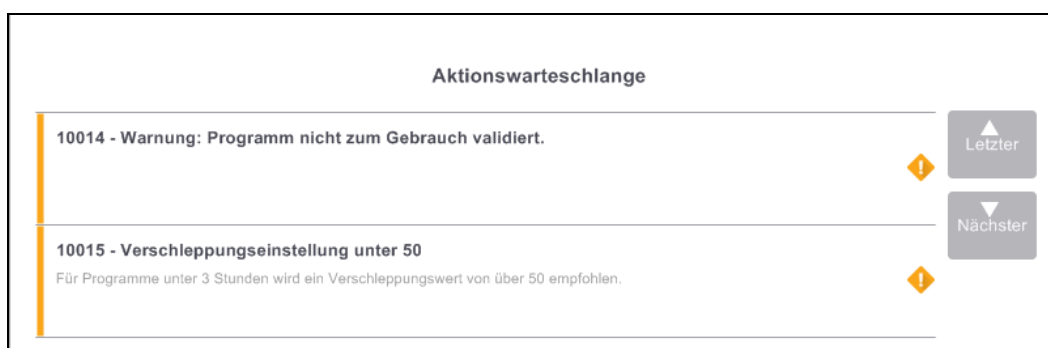 Aktionswarteschlange
10014 - Warnung: Programm nicht zum Gebrauch validiert.
Letzter
10015 - Verschleppungseinstellung unter 50
Für Programme unter 3 Stunden wird ein Verschleppungswert von über 50 empfohlen.
Nächster